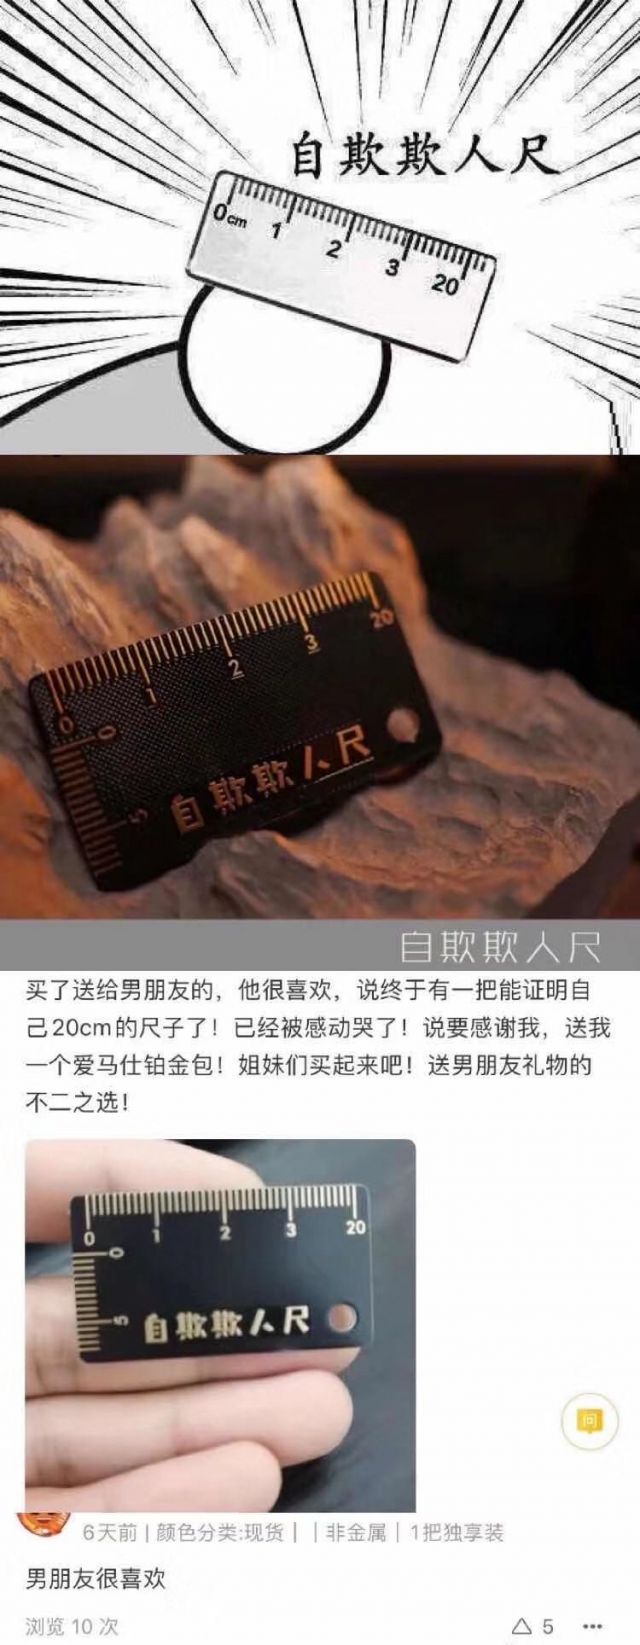 自欺欺人尺
0cm 1 2 3 20
0 1 2 3 20
0
5
自欺欺人尺
自欺欺人尺
买了送给男朋友的，他很喜欢，说终于有一把能证明自
己20cm的尺子了！已经被感动哭了！说要感谢我，送我
一个爱马仕铂金包！姐妹们买起来吧！送男朋友礼物的
不二之选！
0 1 2 3 20
0
5
自欺欺人尺
问
6天前 | 颜色分类:现货 | | 非金属 | 1把独享装
男朋友很喜欢
浏览 10 次
5